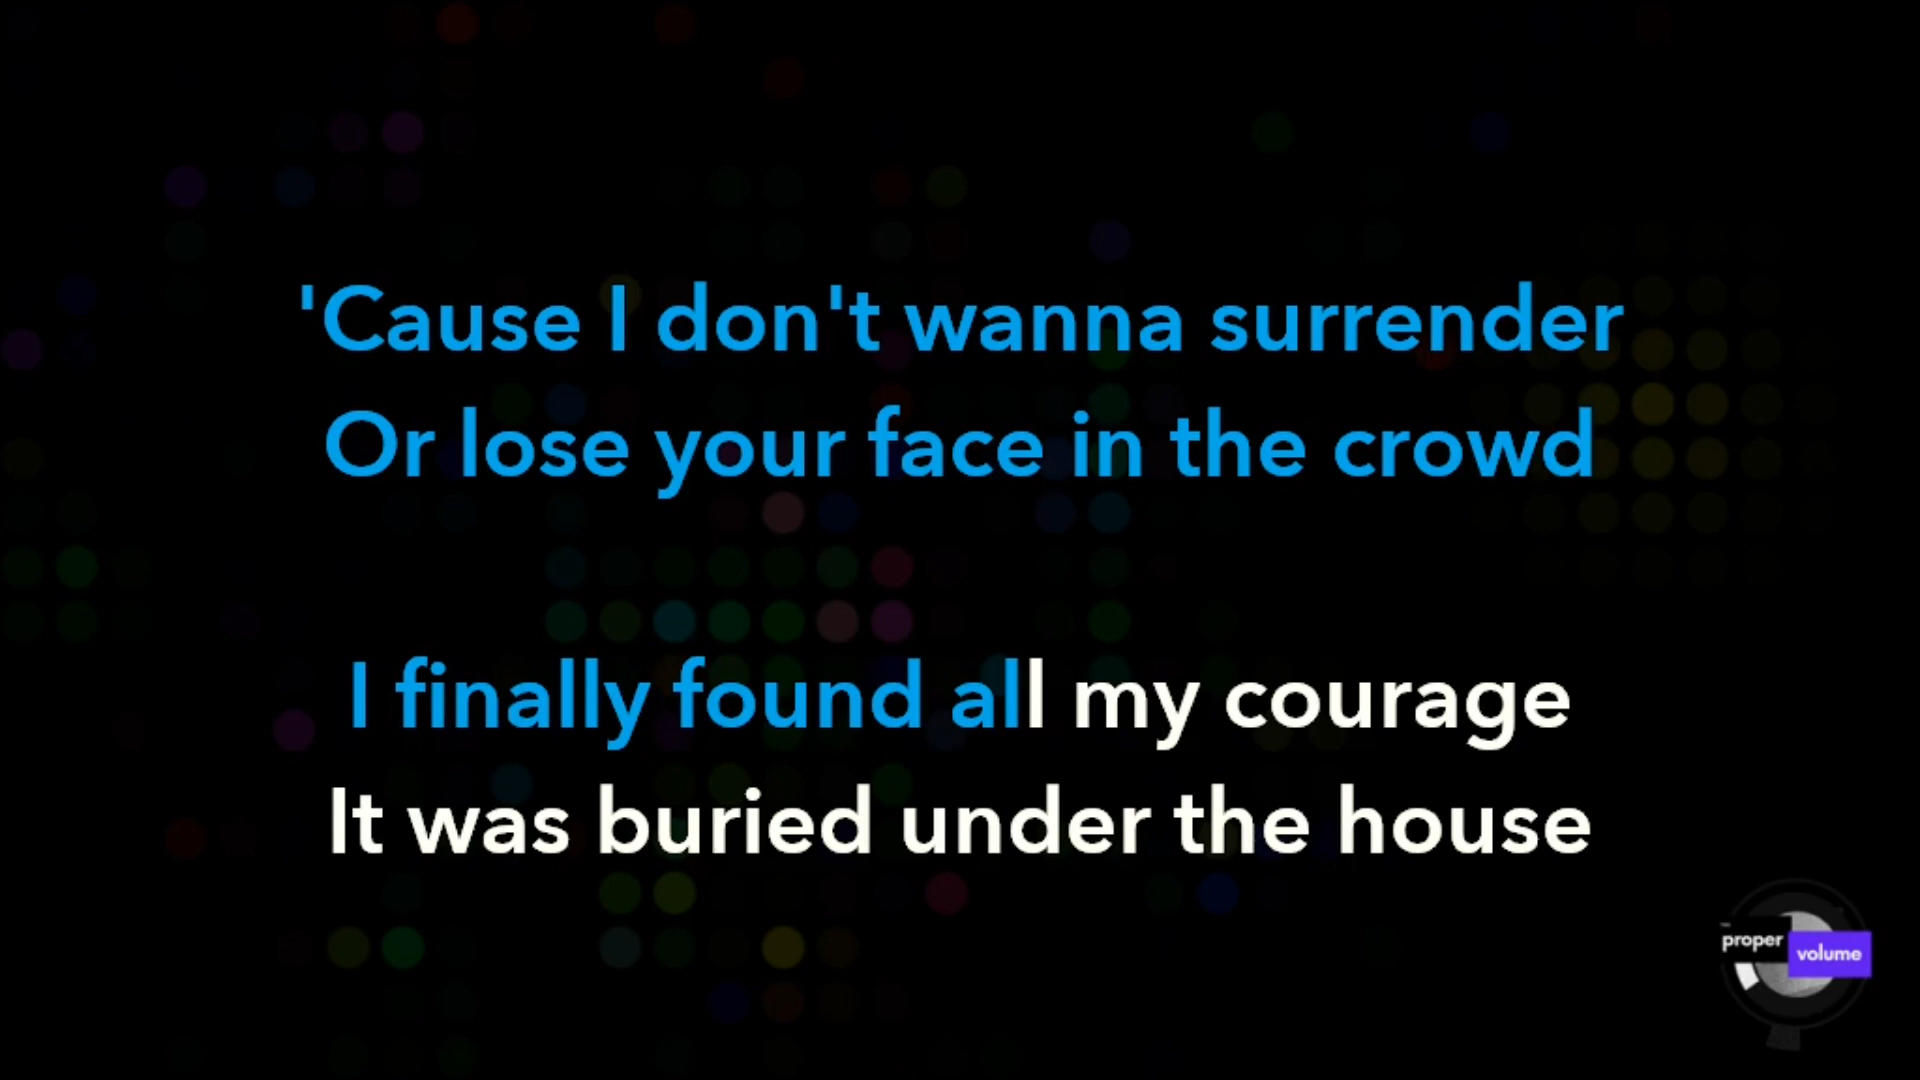 'Cause I don't wanna surrender
Or lose your face in the crowd
I finally found all my courage
It was buried under the house
proper
volume